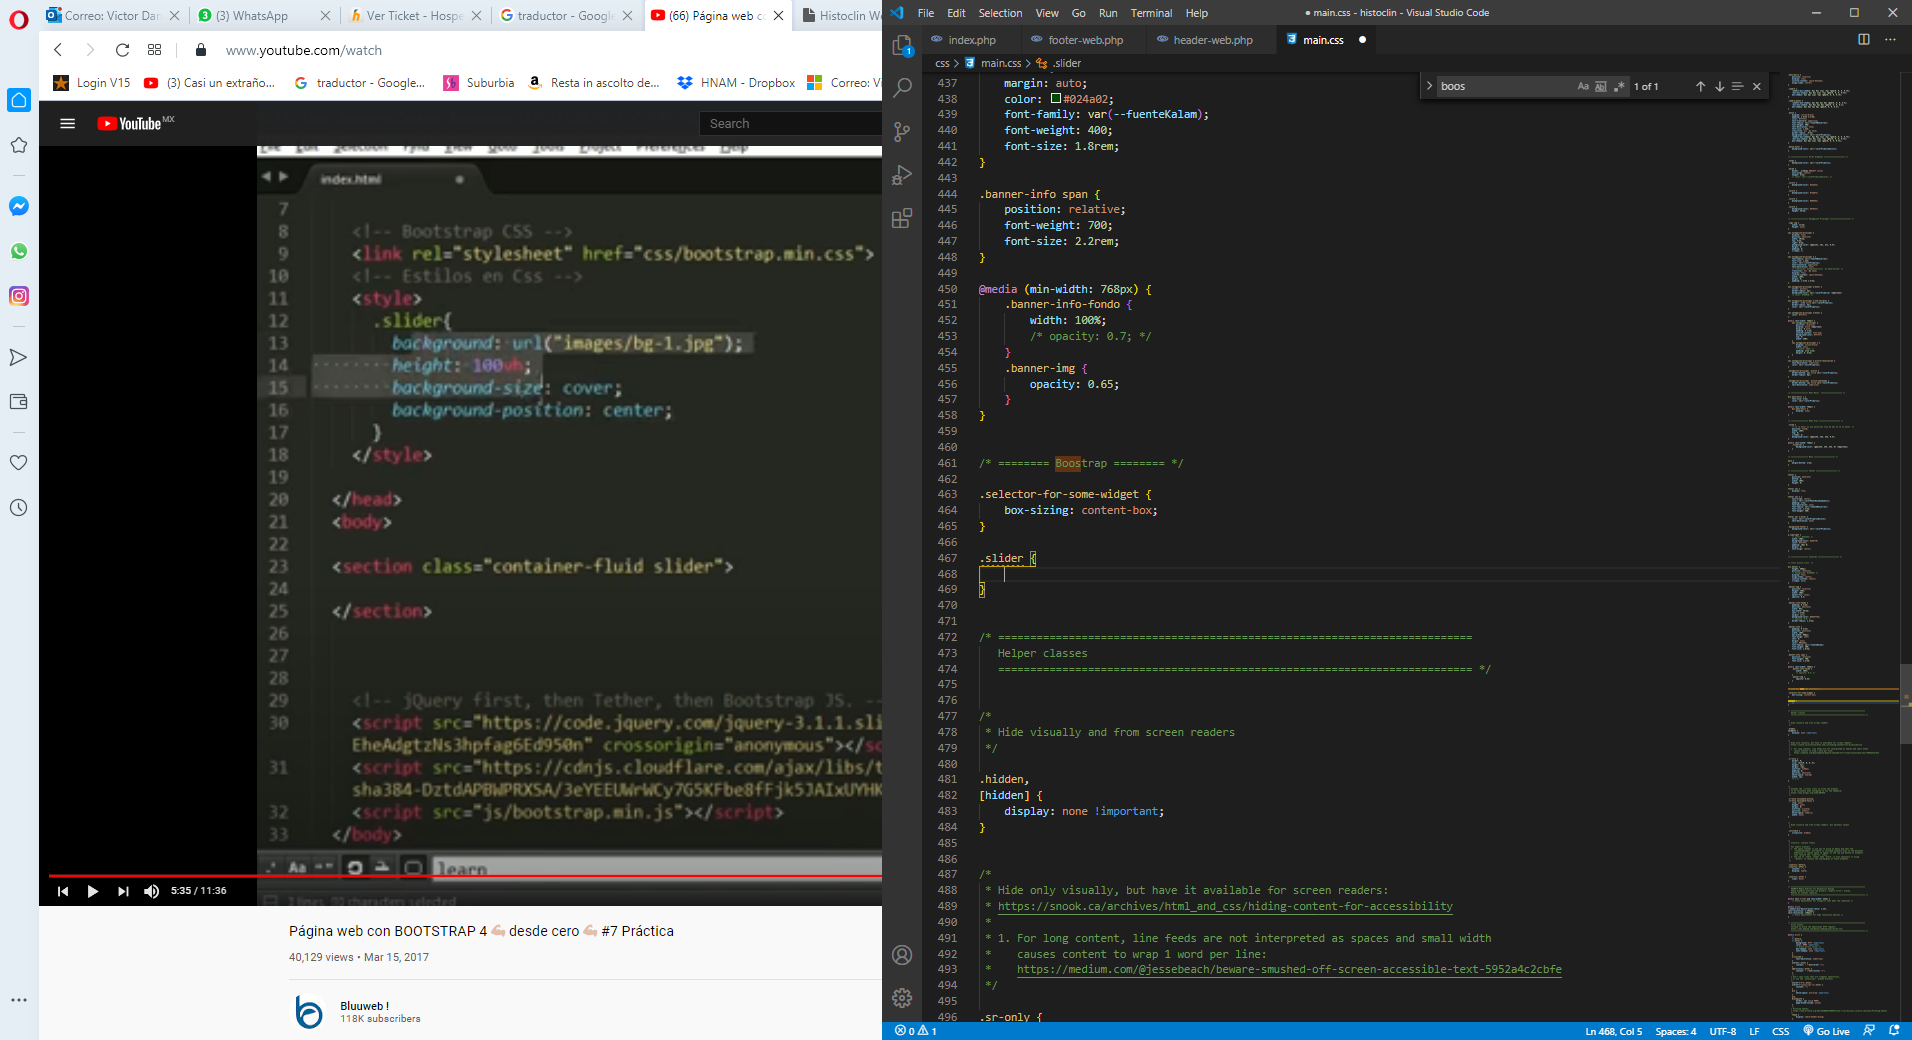 Correo: Victor Dan
(3) WhatsApp
Ver Ticket - Hospe
traductor - Google
(66) Página web co
Histoclin We
www.youtube.com/watch
Login V15
(3) Casi un extraño...
traductor - Google...
Suburbia
Resta in ascolto de...
HNAM - Dropbox
Correo: Vi
YouTube MX
Search
index.html
7
8 <!-- Bootstrap CSS -->
9 <link rel="stylesheet" href="css/bootstrap.min.css">
10 <!-- Estilos en Css -->
11 <style>
12 .slider{
13 background: url("images/bg-1.jpg");
14 height: 100vh;
15 background-size: cover;
16 background-position: center;
17 }
18 </style>
19
20 </head>
21 <body>
22
23 <section class="container-fluid slider">
24
25 </section>
26
27
28
29 <!-- jQuery first, then Tether, then Bootstrap JS. -
30 <script src="https://code.jquery.com/jquery-3.1.1.sli
crossorigin="anonymous"></sc
31 <script src="https://cdnjs.cloudflare.com/ajax/libs/t
32 <script src="js/bootstrap.min.js"></script>
33 </body>
learn
5:35 / 11:36
Página web con BOOTSTRAP 4 💪🏻 desde cero 💪🏻 #7 Práctica
40,129 views • Mar 15, 2017
Bluuweb !
118K subscribers
File Edit Selection View Go Run Terminal Help
● main.css - histoclin - Visual Studio Code
index.php
footer-web.php
header-web.php
main.css ●
css > main.css > .slider
boos
1 of 1
437 margin: auto;
438 color: #024a02;
439 font-family: var(--fuenteKalam);
440 font-weight: 400;
441 font-size: 1.8rem;
442 }
443
444 .banner-info span {
445 position: relative;
446 font-weight: 700;
447 font-size: 2.2rem;
448 }
449
450 @media (min-width: 768px) {
451 .banner-info-fondo {
452 width: 100%;
453 /* opacity: 0.7; */
454 }
455 .banner-img {
456 opacity: 0.65;
457 }
458 }
459
460
461 /* ======== Boostrap ======== */
462
463 .selector-for-some-widget {
464 box-sizing: content-box;
465 }
466
467 .slider {
468
469 }
470
471
472 /* ==========================================================================
473 Helper classes
474 ========================================================================== */
475
476
477 /*
478 * Hide visually and from screen readers
479 */
480
481 .hidden,
482 [hidden] {
483 display: none !important;
484 }
485
486
487 /*
488 * Hide only visually, but have it available for screen readers:
489 * https://snook.ca/archives/html_and_css/hiding-content-for-accessibility
490 *
491 * 1. For long content, line feeds are not interpreted as spaces and small width
492 * causes content to wrap 1 word per line:
493 * https://medium.com/@jessebeach/beware-smushed-off-screen-accessible-text-5952a4c2cbfe
494 */
495
496 .sr-only {
0 1
Ln 468, Col 5
Spaces: 4
UTF-8
LF
CSS
Go Live